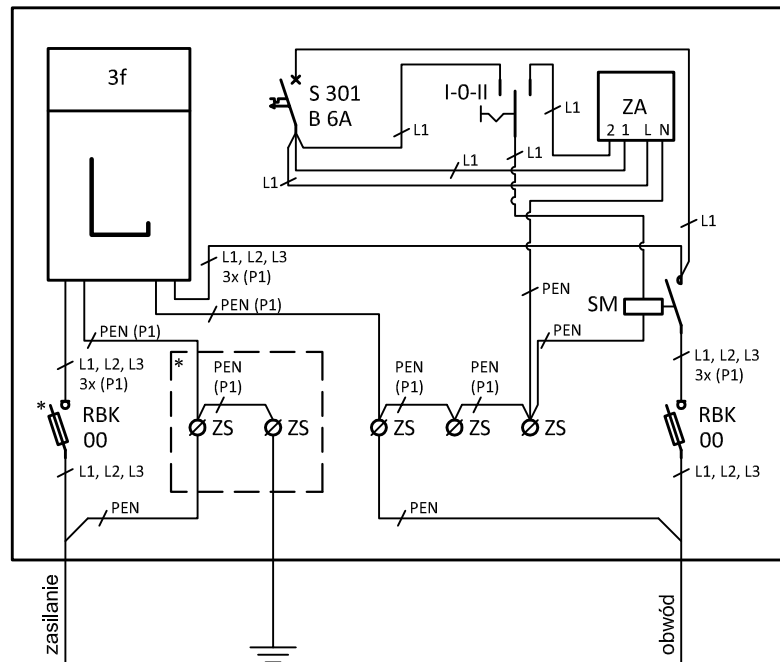 3f
S 301
B 6A
I-0-II
ZA
2 1 L N
L1
L1
L1
L1
L1
L1
L1, L2, L3
3x (P1)
PEN
SM
PEN (P1)
PEN (P1)
PEN
L1, L2, L3
3x (P1)
*
PEN
(P1)
PEN
(P1)
PEN
(P1)
L1, L2, L3
3x (P1)
*
RBK
00
ZS
ZS
ZS
ZS
ZS
RBK
00
L1, L2, L3
L1, L2, L3
PEN
PEN
zasilanie
obwód